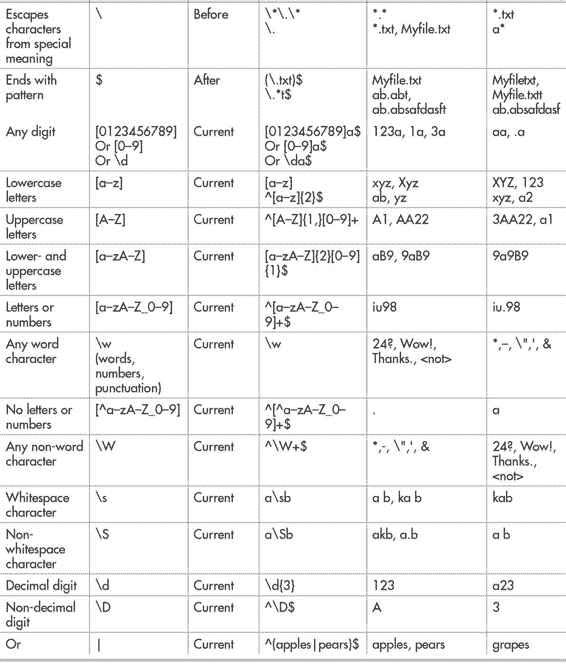 Escapes characters from special meaning | \ | Before | \*\.\* \. | *.* *.txt, Myfile.txt | *.txt a*
Ends with pattern | $ | After | (\.txt)$ \.*t$ | Myfile.txt ab.abt, ab.absafdasft | Myfiletxt, Myfile.txtt ab.absafdasf
Any digit | [0123456789] Or [0–9] Or \d | Current | [0123456789]a$ Or [0–9]a$ Or \da$ | 123a, 1a, 3a | aa, .a
Lowercase letters | [a–z] | Current | [a–z] ^[a–z]{2}$ | xyz, Xyz ab, yz | XYZ, 123 xyz, a2
Uppercase letters | [A–Z] | Current | ^[A–Z]{1,}[0–9]+ | A1, AA22 | 3AA22, a1
Lower- and uppercase letters | [a–zA–Z] | Current | [a–zA–Z]{2}[0–9]{1}$ | aB9, 9aB9 | 9a9B9
Letters or numbers | [a–zA–Z_0–9] | Current | ^[a–zA–Z_0–9]+$ | iu98 | iu.98
Any word character | \w (words, numbers, punctuation) | Current | \w | 24?, Wow!, Thanks., <not> | *,–, \",', &
No letters or numbers | [^a–zA–Z_0–9] | Current | ^[^a–zA–Z_0–9]+$ | . | a
Any non-word character | \W | Current | ^\W+$ | *,-, \",', & | 24?, Wow!, Thanks., <not>
Whitespace character | \s | Current | a\sb | a b, ka b | kab
Non-whitespace character | \S | Current | a\Sb | akb, a.b | a b
Decimal digit | \d | Current | \d{3} | 123 | a23
Non-decimal digit | \D | Current | ^\D$ | A | 3
Or | | | Current | ^(apples|pears)$ | apples, pears | grapes